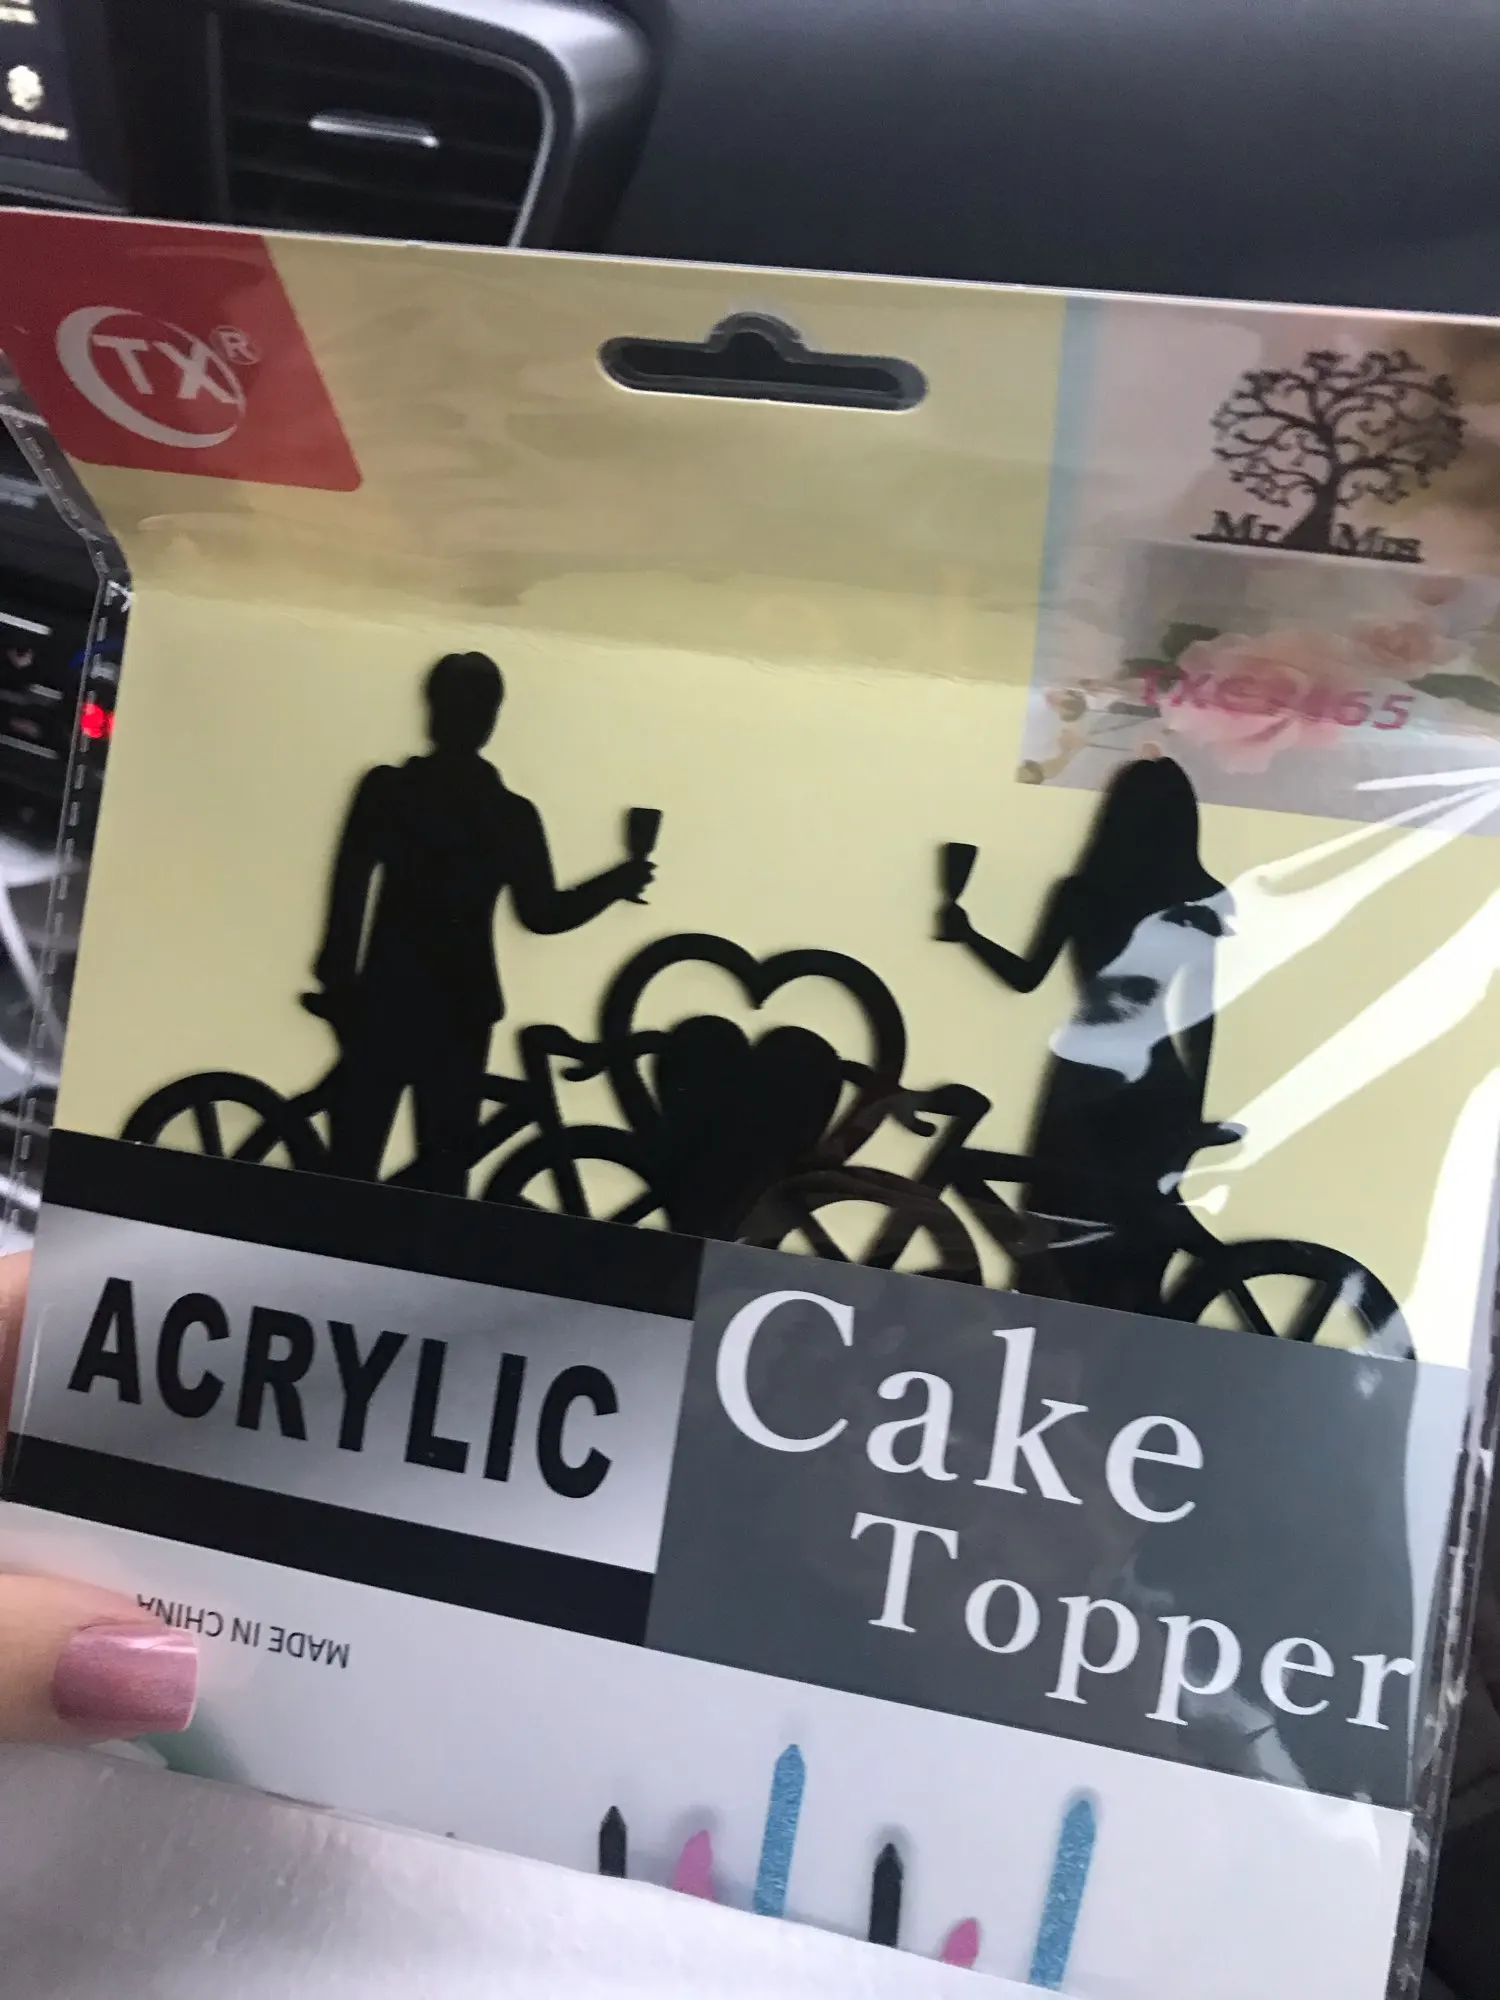 TX®
Mr Mrs
ACRYLIC
Cake
Topper
MADE IN CHINA